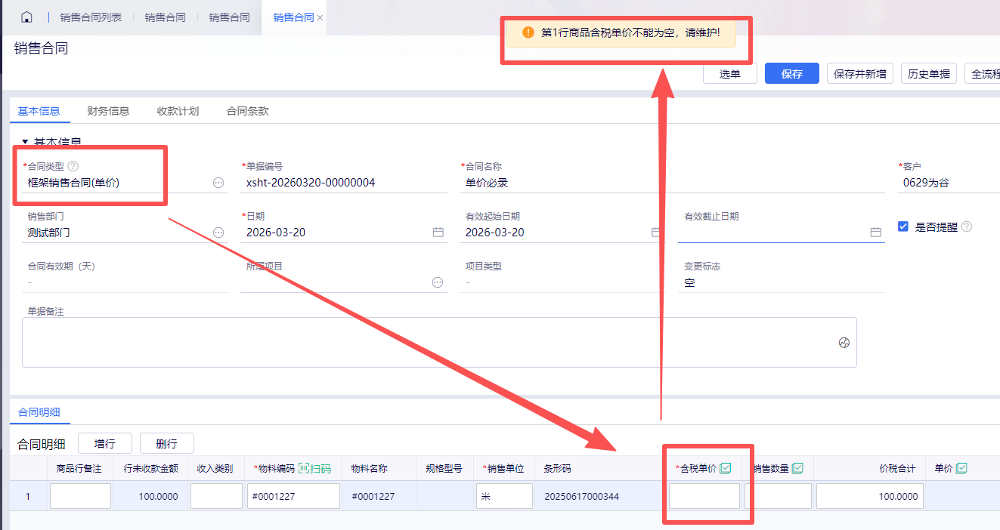 销售合同列表 销售合同 销售合同 销售合同 ×
第1行商品含税单价不能为空，请维护!
销售合同
选单 保存 保存并新增 历史单据 全流程
基本信息 财务信息 收款计划 合同条款
基本信息
*合同类型 *单据编号 *合同名称 *客户
框架销售合同(单价) xsht-20260320-00000004 单价必录 0629为谷
销售部门 *日期 有效起始日期 有效截止日期
测试部门 2026-03-20 2026-03-20 是否提醒
合同有效期（天） 所属项目 项目类型 变更标志
- - 空
单据备注
合同明细
合同明细 增行 删行
商品行备注 行未收款金额 收入类别 *物料编码 扫码 物料名称 规格型号 *销售单位 条形码 *含税单价 销售数量 价税合计 单价
1 100.0000 #0001227 #0001227 米 20250617000344 100.0000